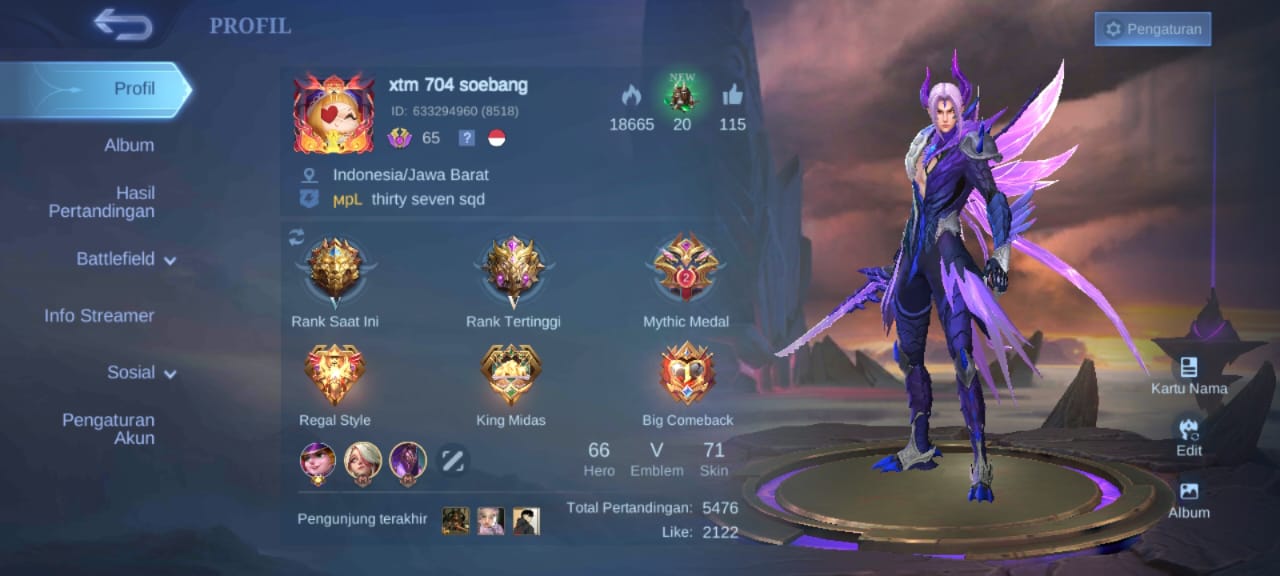 PROFIL
Pengaturan
Profil
Album
Hasil
Pertandingan
Battlefield
Info Streamer
Sosial
Pengaturan
Akun
xtm 704 soebang
ID: 633294960 (8518)
65
?
NEW
18665
20
115
Indonesia/Jawa Barat
MPL thirty seven sqd
Rank Saat Ini
Rank Tertinggi
2
Mythic Medal
Regal Style
King Midas
Big Comeback
66
V
71
Hero
Emblem
Skin
Pengunjung terakhir
Total Pertandingan: 5476
Like: 2122
Kartu Nama
Edit
Album